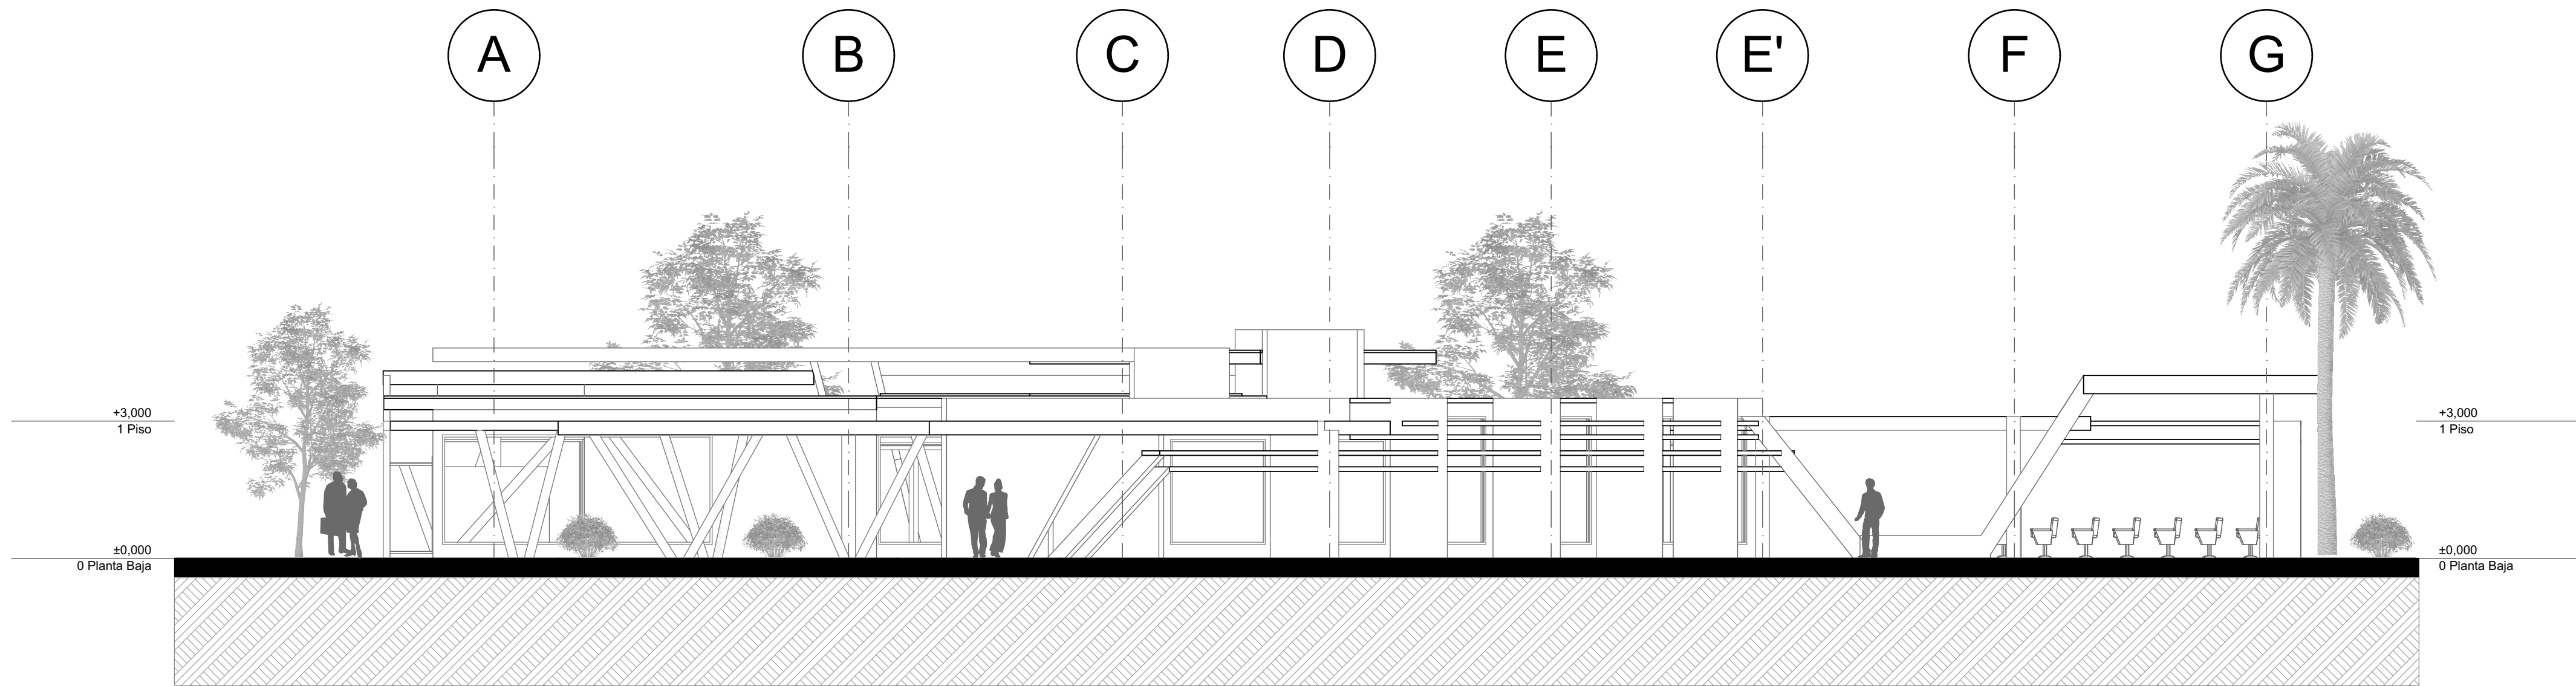 A B C D E E' F G
+3,000
1 Piso
+3,000
1 Piso
±0,000
0 Planta Baja
±0,000
0 Planta Baja